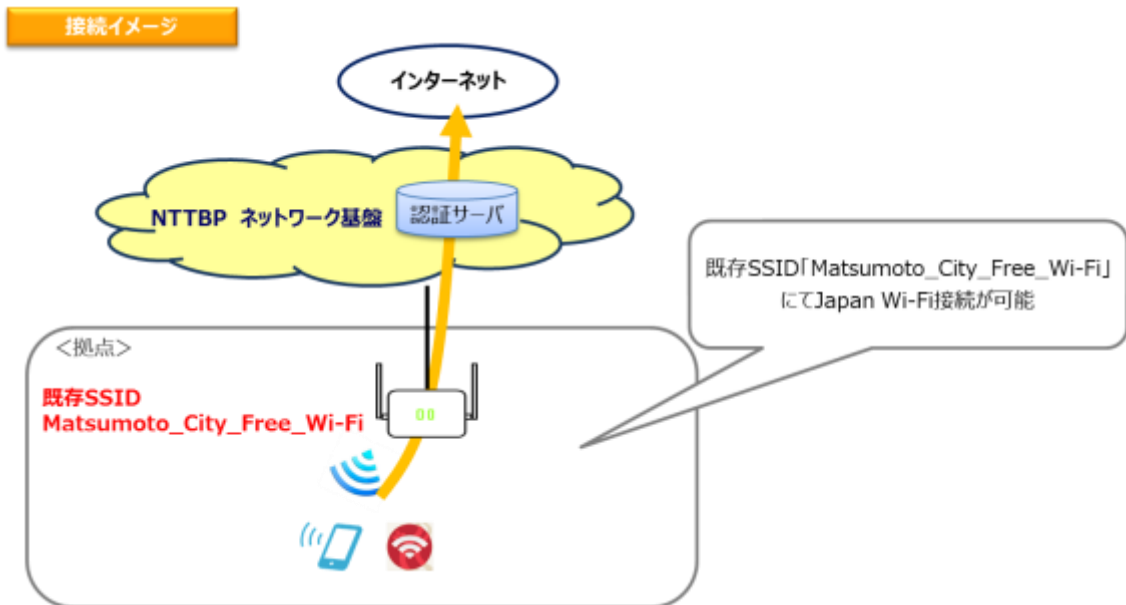 接続イメージ
インターネット
NTTBP ネットワーク基盤
認証サーバ
既存SSID「Matsumoto_City_Free_Wi-Fi」
にてJapan Wi-Fi接続が可能
＜拠点＞
既存SSID
Matsumoto_City_Free_Wi-Fi